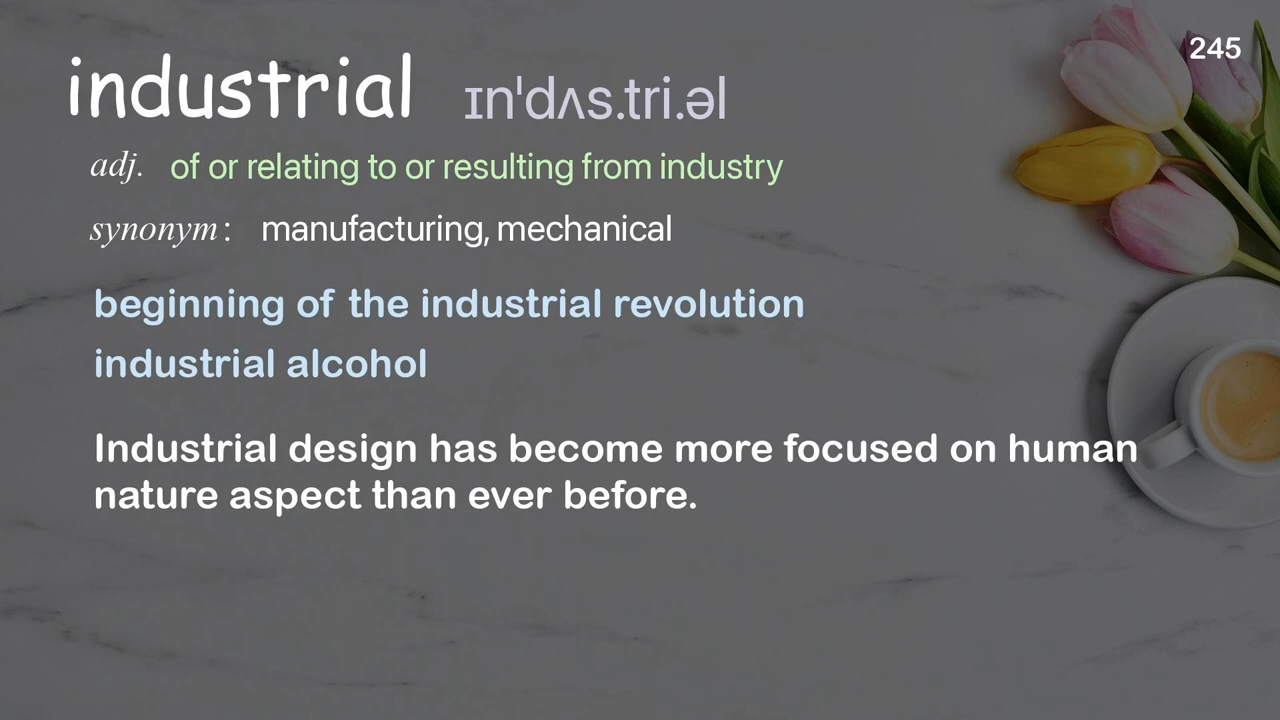 245
industrial ɪnˈdʌs.tri.əl
adj. of or relating to or resulting from industry
synonym: manufacturing, mechanical
beginning of the industrial revolution
industrial alcohol
Industrial design has become more focused on human
nature aspect than ever before.